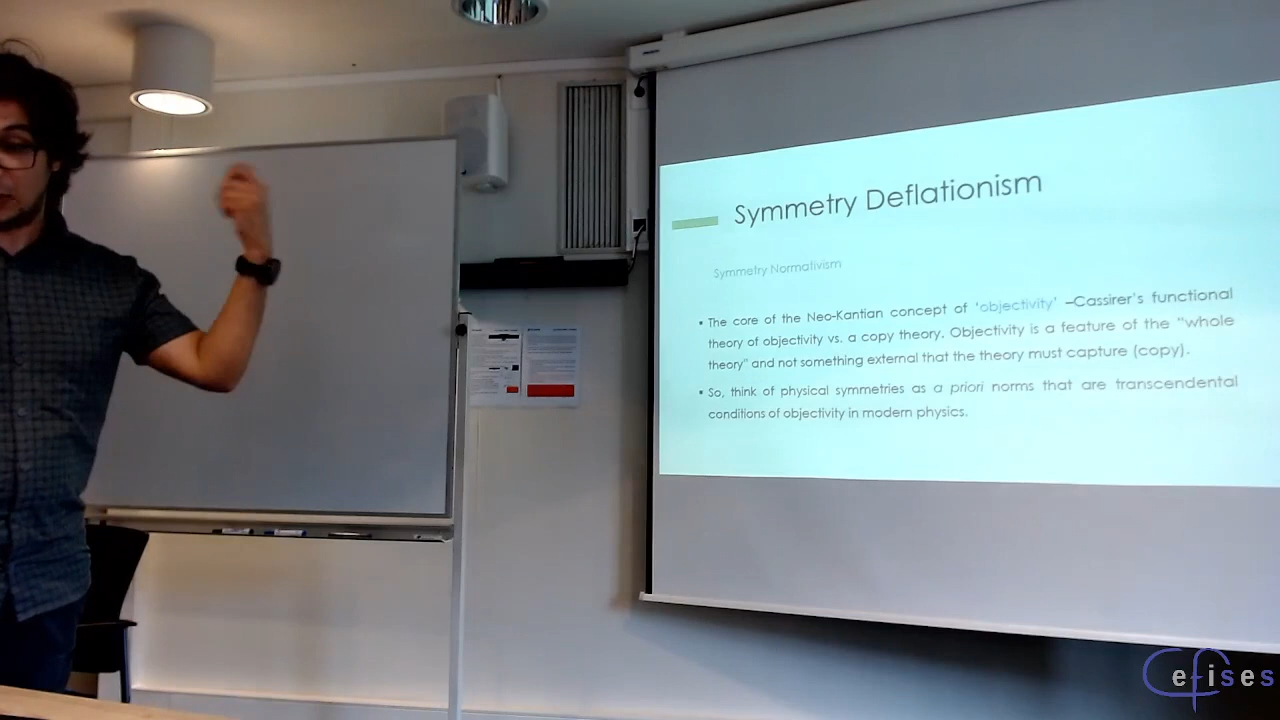 Symmetry Deflationism
Symmetry Normativism
▪ The core of the Neo-Kantian concept of 'objectivity' –Cassirer's functional
theory of objectivity vs. a copy theory. Objectivity is a feature of the "whole
theory" and not something external that the theory must capture (copy).
▪ So, think of physical symmetries as a priori norms that are transcendental
conditions of objectivity in modern physics.
Cefises